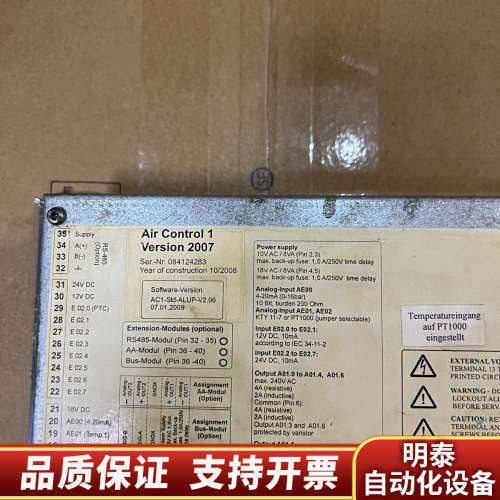 35 Supply
34 A(+)
33 B(-)
32 -I-
RS-485
(Option)
31 24V DC
30 12V DC
29 E 02.0 (PTC)
28 E 02.1
27 E 02.2
26 E 02.3
25 E 02.4
24 E 02.5
23 E 02.6
22 E 02.7
21 18V DC
20 AE00 (4-20mA)
19 AE01 (Temp.1)
Air Control 1
Version 2007
Ser.-Nr. 084124283
Year of construction 10/2008
Software-Version:
AC1-Std-ALUP-V2.06
07.01.2009
Extension-Modules (optional)
RS485-Modul (Pin 32 - 35)
AA-Modul (Pin 36 -40)
Bus-Modul (Pin 36 -40)
Assignment
AA-Modul
(Option)
Assignment
Bus-Modul
(Option)
Power supply
10V AC / 8VA (Pin 2,3)
max. back-up fuse: 1.0 A/250V time delay
18V AC / 8VA (Pin 4,5)
max. back-up fuse: 1.0 A/250V time delay
Analog-Input AE00
4-20mA (0-16bar)
10 Bit, burden 200 Ohm
Analog-Input AE01, AE02
KTY 11-7 or PT1000 (jumper selectable)
Input E02.0 to E02.1:
12V DC, 10mA
according to IEC 34-11-2
Input E02.2 to E02.7:
24V DC, 10mA
Output A01.0 to A01.4, A01.6
max. 240V AC
4A (resistive)
2A (inductive)
Common (Pin 6):
4A (resistive)
2A (inductive)
Output A01.3 and A01.6
protected by varistor
Temperatureingang
auf PT1000
eingestellt
EXTERNAL VO
TERMINAL 13 T
PRINTED CIRCU
WARNING - DU
LOCKOUT ALL
BEFORE SERV
CAUTION: RET
TERMINAL AND
SCREWS BEFO
品质保证 支持开票
明泰
自动化设备